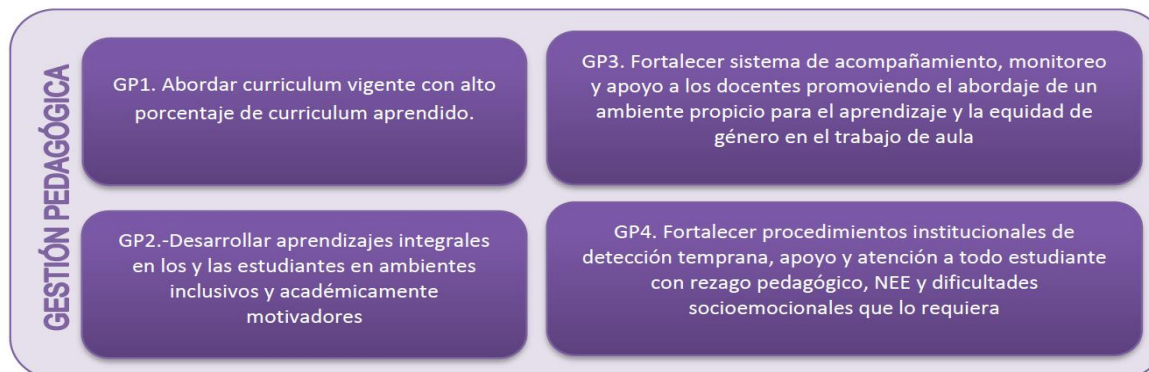 GESTIÓN PEDAGÓGICA
GP1. Abordar curriculum vigente con alto
porcentaje de curriculum aprendido.
GP2.-Desarrollar aprendizajes integrales
en los y las estudiantes en ambientes
inclusivos y académicamente
motivadores
GP3. Fortalecer sistema de acompañamiento, monitoreo
y apoyo a los docentes promoviendo el abordaje de un
ambiente propicio para el aprendizaje y la equidad de
género en el trabajo de aula
GP4. Fortalecer procedimientos institucionales de
detección temprana, apoyo y atención a todo estudiante
con rezago pedagógico, NEE y dificultades
socioemocionales que lo requiera